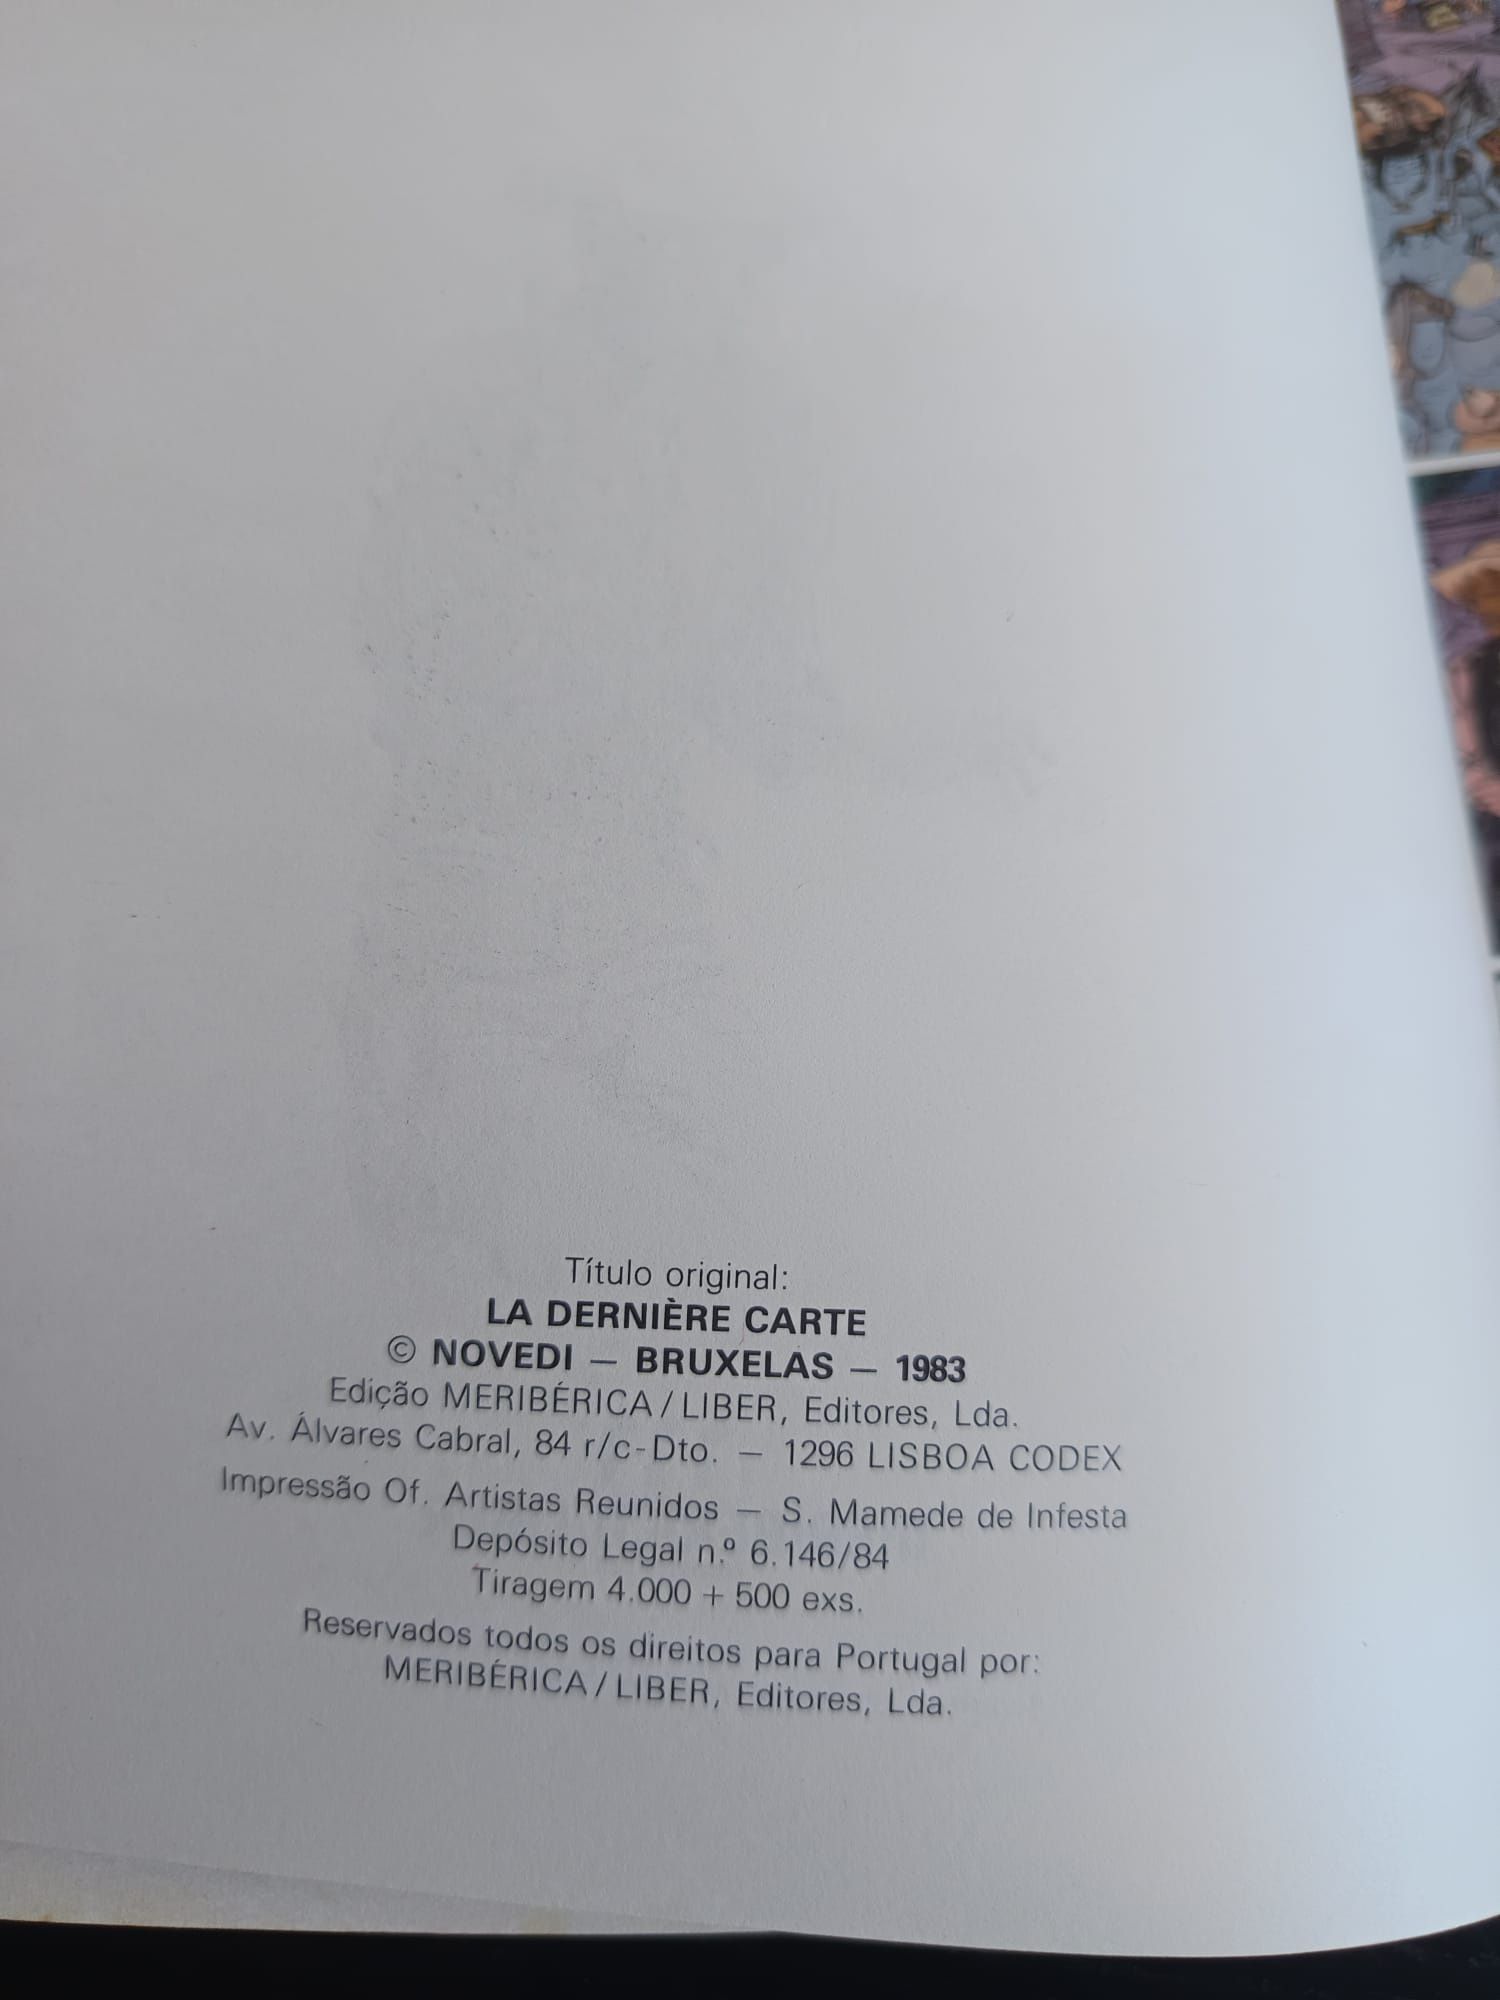 Título original:
LA DERNIÈRE CARTE
© NOVEDI — BRUXELAS — 1983
Edição MERIBÉRICA / LIBER, Editores, Lda.
Av. Álvares Cabral, 84 r/c-Dto. — 1296 LISBOA CODEX
Impressão Of. Artistas Reunidos — S. Mamede de Infesta
Depósito Legal n.º 6.146/84
Tiragem 4.000 + 500 exs.
Reservados todos os direitos para Portugal por:
MERIBÉRICA / LIBER, Editores, Lda.